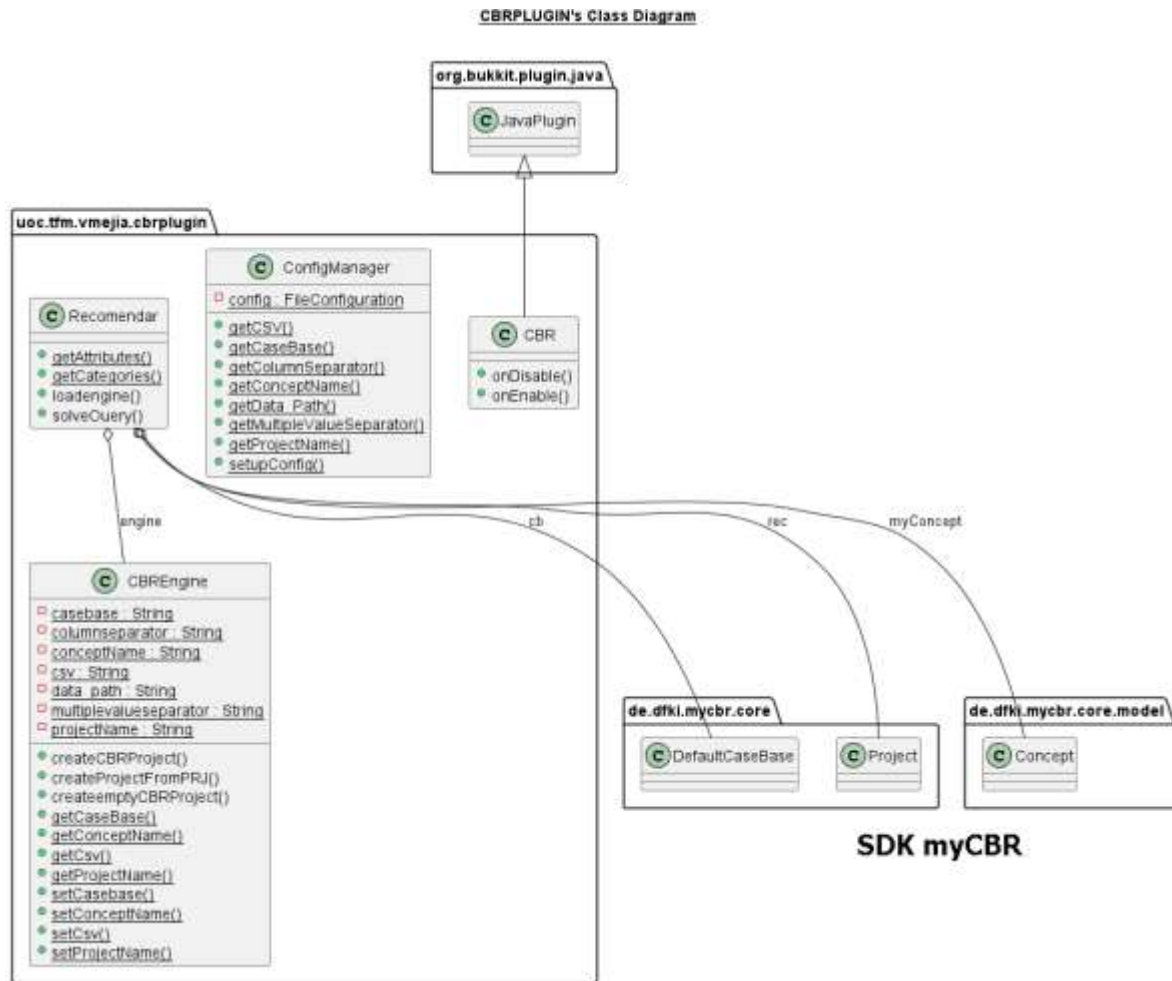 CBRPLUGIN's Class Diagram
org.bukkit.plugin.java
C JavaPlugin
uoc.tfm.vmejia.cbrplugin
C ConfigManager
config : FileConfiguration
getCSV()
getCaseBase()
getColumnSeparator()
getConceptName()
getData_Path()
getMultipleValueSeparator()
getProjectName()
setupConfig()
C Recomendar
getAttributes()
getCategories()
loadengine()
solveOuery()
C CBR
onDisable()
onEnable()
engine
cb
rec
myConcept
C CBREngine
casebase : String
columnseparator : String
conceptName : String
csv : String
data_path : String
multiplevalueseparator : String
projectName : String
createCBRProject()
createProjectFromPRJ()
createemptyCBRProject()
getCaseBase()
getConceptName()
getCsv()
getProjectName()
setCasebase()
setConceptName()
setCsv()
setProjectName()
de.dfki.mycbr.core
C DefaultCaseBase
C Project
de.dfki.mycbr.core.model
C Concept
SDK myCBR